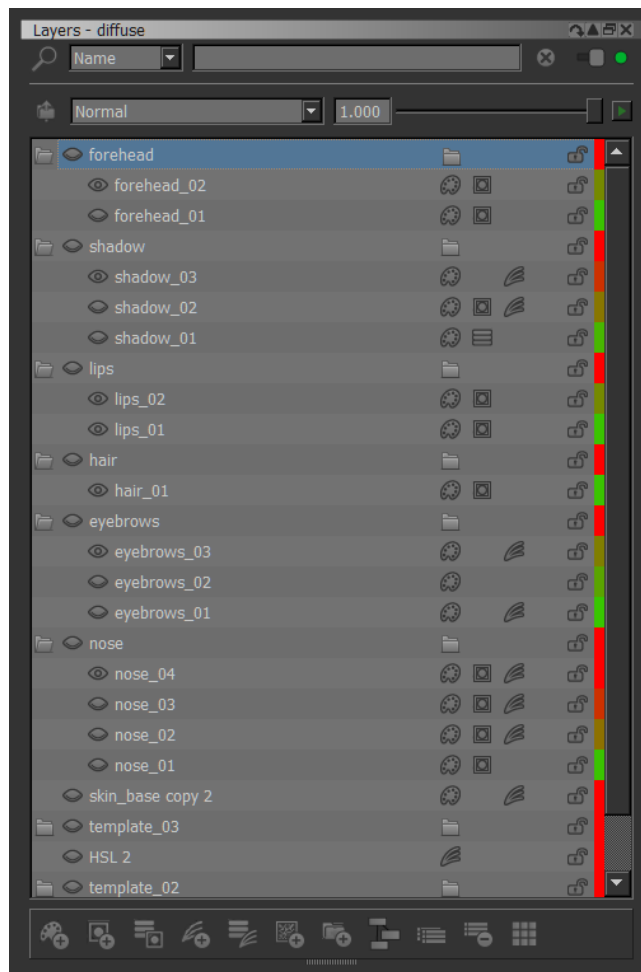 Layers - diffuse
Name
Normal 1.000
forehead
forehead_02
forehead_01
shadow
shadow_03
shadow_02
shadow_01
lips
lips_02
lips_01
hair
hair_01
eyebrows
eyebrows_03
eyebrows_02
eyebrows_01
nose
nose_04
nose_03
nose_02
nose_01
skin_base copy 2
template_03
HSL 2
template_02